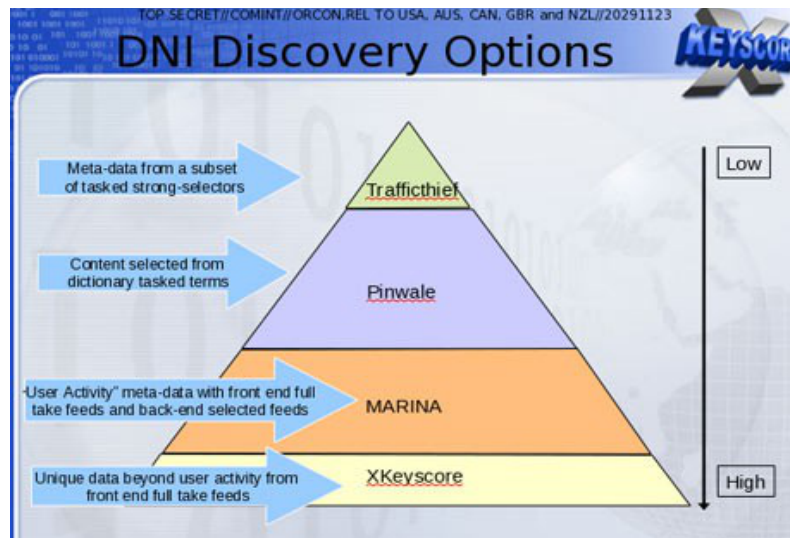 TOP SECRET//COMINT//ORCON,REL TO USA, AUS, CAN, GBR and NZL//20291123
DNI Discovery Options
X KEYSCORE
Meta-data from a subset
of tasked strong-selectors
Trafficthief
Low
Content selected from
dictionary tasked terms
Pinwale
User Activity” meta-data with front end full
take feeds and back-end selected feeds
MARINA
Unique data beyond user activity from
front end full take feeds
XKeyscore
High